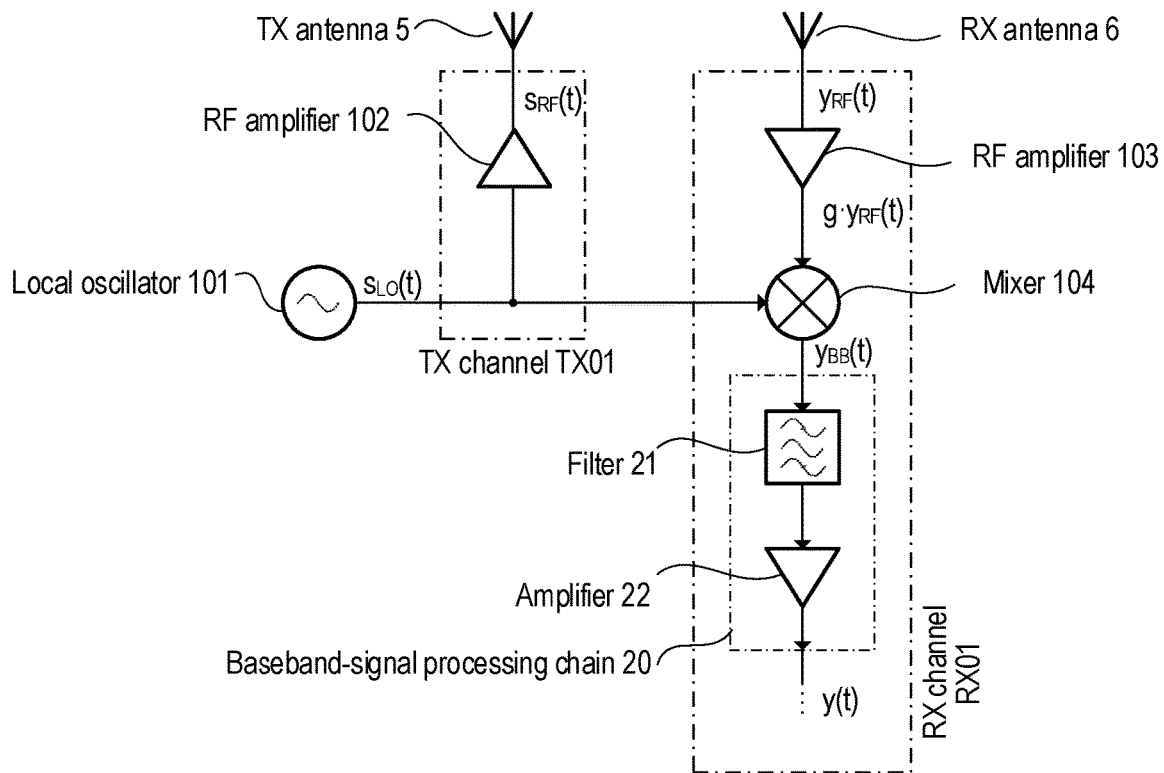 TX antenna 5
RX antenna 6
sRF(t)
yRF(t)
RF amplifier 102
RF amplifier 103
g·yRF(t)
Local oscillator 101
sLO(t)
Mixer 104
TX channel TX01
yBB(t)
Filter 21
Amplifier 22
Baseband-signal processing chain 20
y(t)
RX channel
RX01